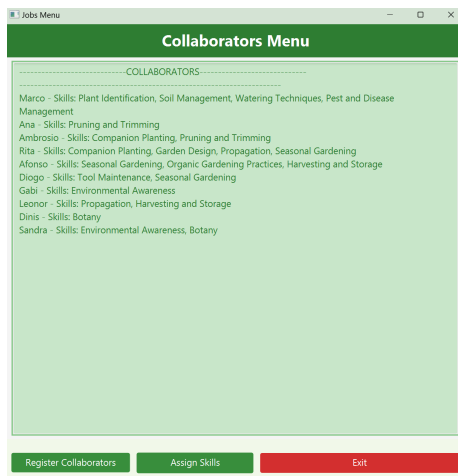 Jobs Menu
Collaborators Menu
-------------------------------COLLABORATORS-------------------------------
----------------------------------------------------------------------------
Marco - Skills: Plant Identification, Soil Management, Watering Techniques, Pest and Disease
Management
Ana - Skills: Pruning and Trimming
Ambrosio - Skills: Companion Planting, Pruning and Trimming
Rita - Skills: Companion Planting, Garden Design, Propagation, Seasonal Gardening
Afonso - Skills: Seasonal Gardening, Organic Gardening Practices, Harvesting and Storage
Diogo - Skills: Tool Maintenance, Seasonal Gardening
Gabi - Skills: Environmental Awareness
Leonor - Skills: Propagation, Harvesting and Storage
Dinis - Skills: Botany
Sandra - Skills: Environmental Awareness, Botany
Register Collaborators
Assign Skills
Exit